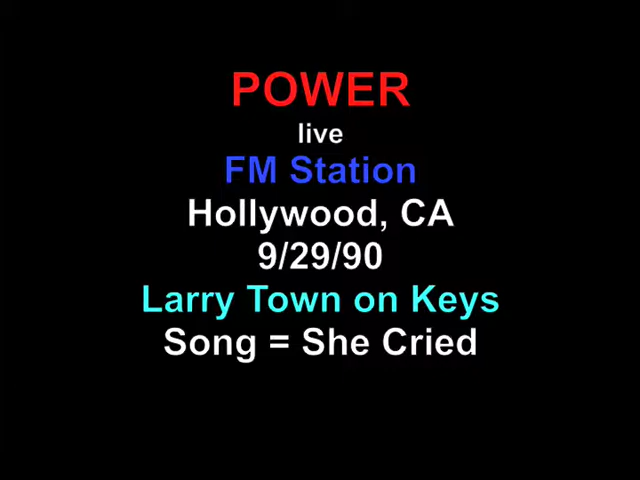 POWER
live
FM Station
Hollywood, CA
9/29/90
Larry Town on Keys
Song = She Cried